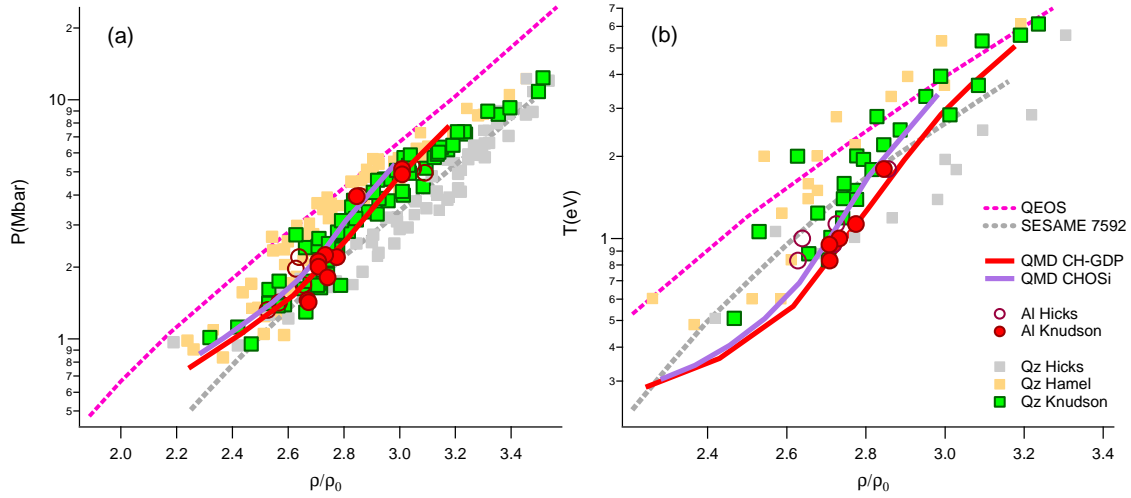 (a)
P(Mbar)
2
10
9
8
7
6
5
4
3
2
1
9
8
7
6
5
2.0 2.2 2.4 2.6 2.8 3.0 3.2 3.4
ρ/ρ0
(b)
T(eV)
7
6
5
4
3
2
1
9
8
7
6
5
4
3
2.4 2.6 2.8 3.0 3.2 3.4
ρ/ρ0
QEOS
SESAME 7592
QMD CH-GDP
QMD CHOSi
Al Hicks
Al Knudson
Qz Hicks
Qz Hamel
Qz Knudson